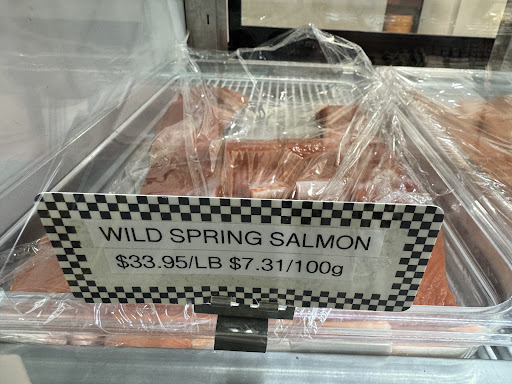 WILD SPRING SALMON
$33.95/LB $7.31/100g